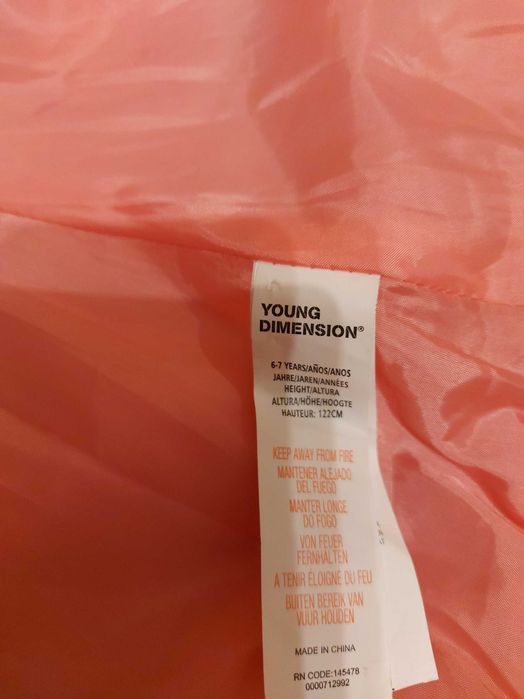 YOUNG
DIMENSION®
6-7 YEARS/AÑOS/ANOS
JAHRE/JAREN/ANNÉES
HEIGHT/ALTURA
ALTURA/HÖHE/HOOGTE
HAUTEUR: 122CM
KEEP AWAY FROM FIRE
MANTENER ALEJADO
DEL FUEGO
MANTER LONGE
DO FOGO
VON FEUER
FERNHALTEN
A TENIR ÉLOIGNÉ DU FEU
BUITEN BEREIK VAN
VUUR HOUDEN
MADE IN CHINA
RN CODE:145478
0000712992